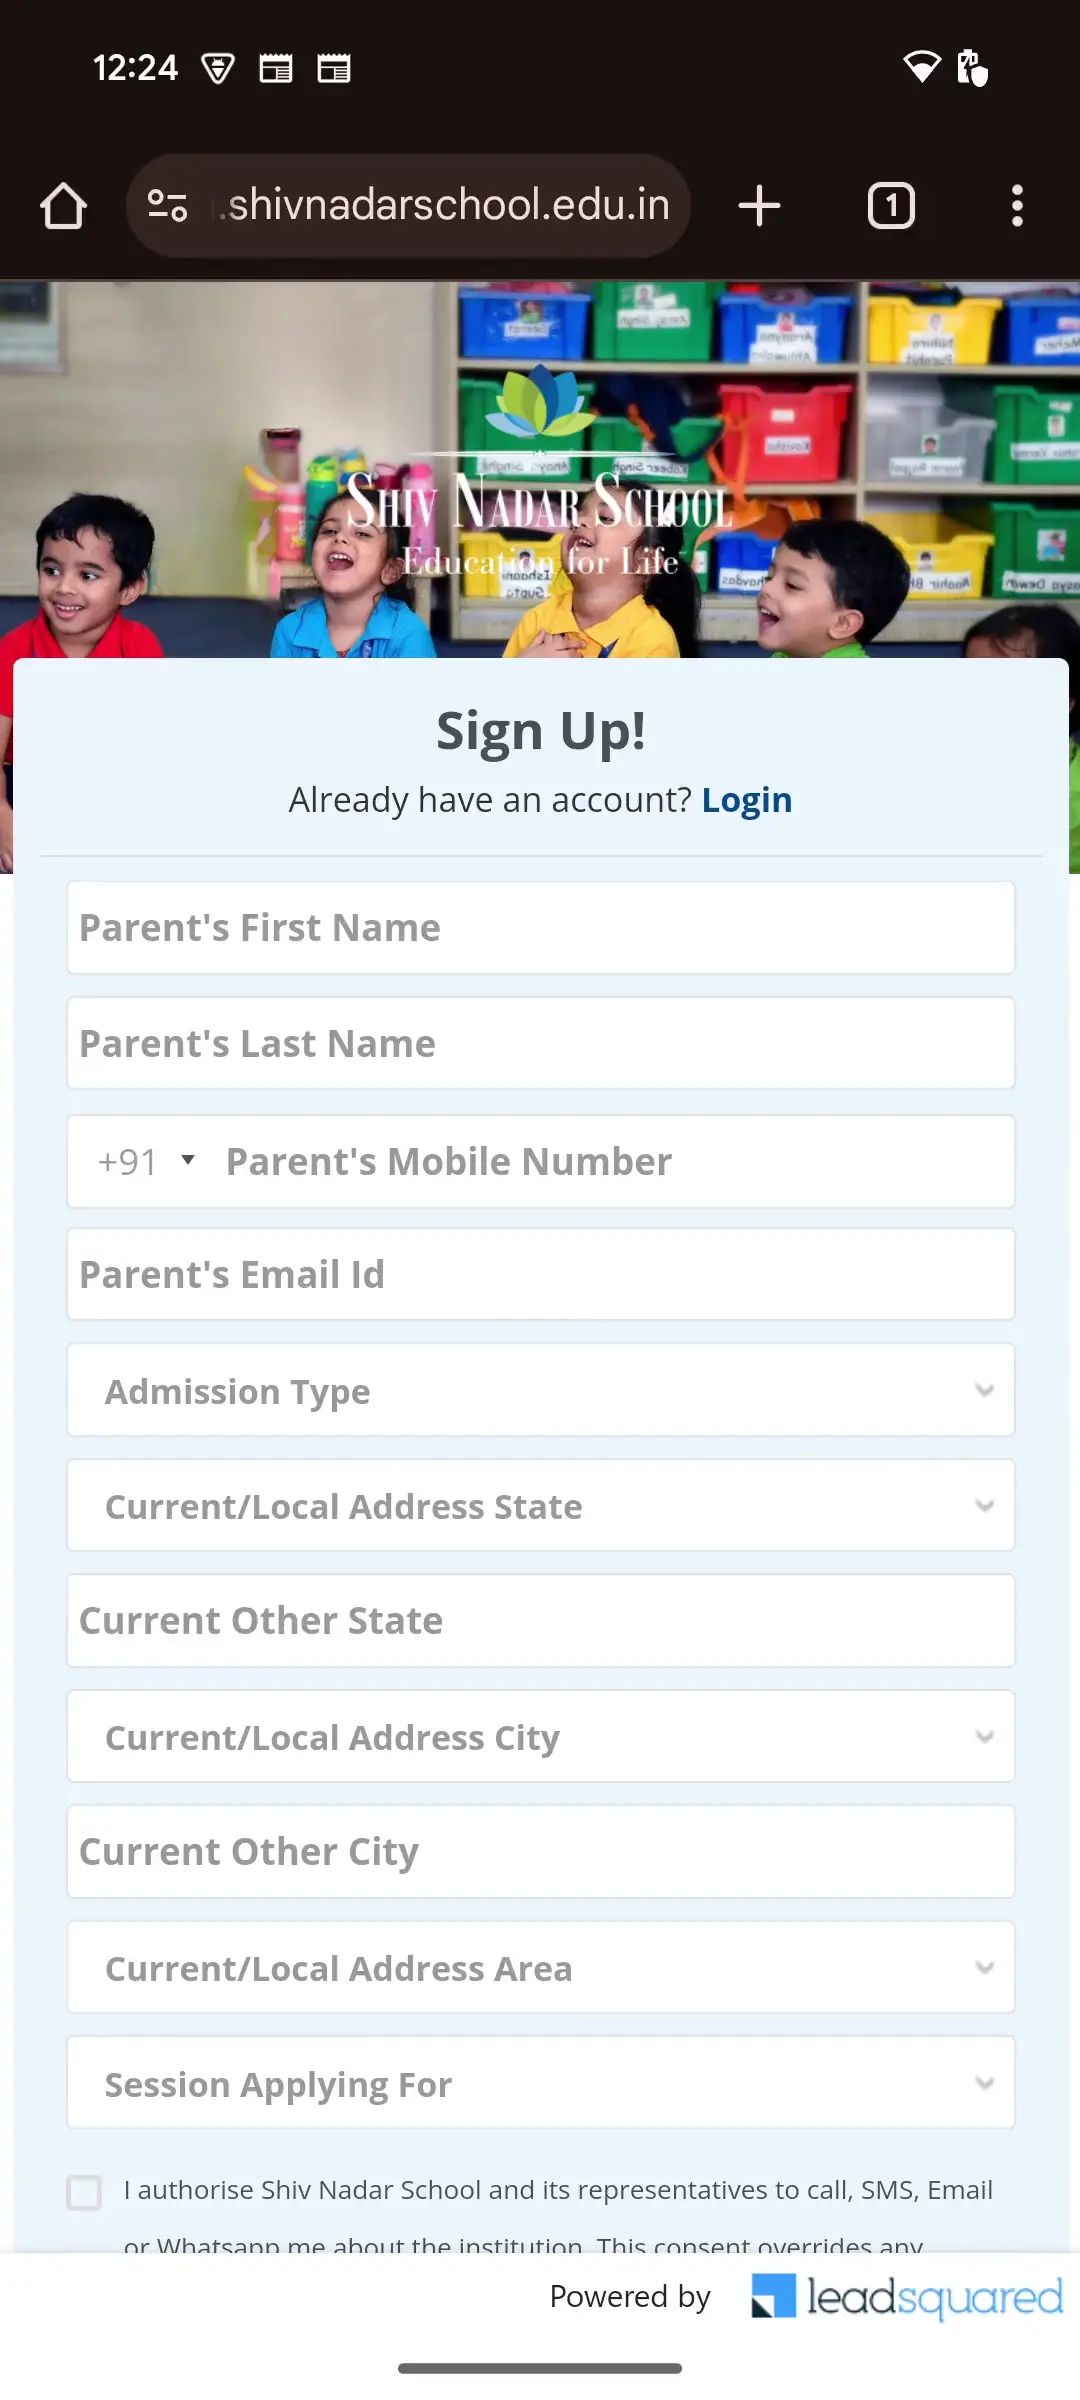 12:24
.shivnadarschool.edu.in
1
SHIV NADAR SCHOOL
Education for Life
Sign Up!
Already have an account? Login
Parent's First Name
Parent's Last Name
+91 Parent's Mobile Number
Parent's Email Id
Admission Type
Current/Local Address State
Current Other State
Current/Local Address City
Current Other City
Current/Local Address Area
Session Applying For
I authorise Shiv Nadar School and its representatives to call, SMS, Email
or Whatsapp me about the institution. This consent overrides any
Powered by leadsquared